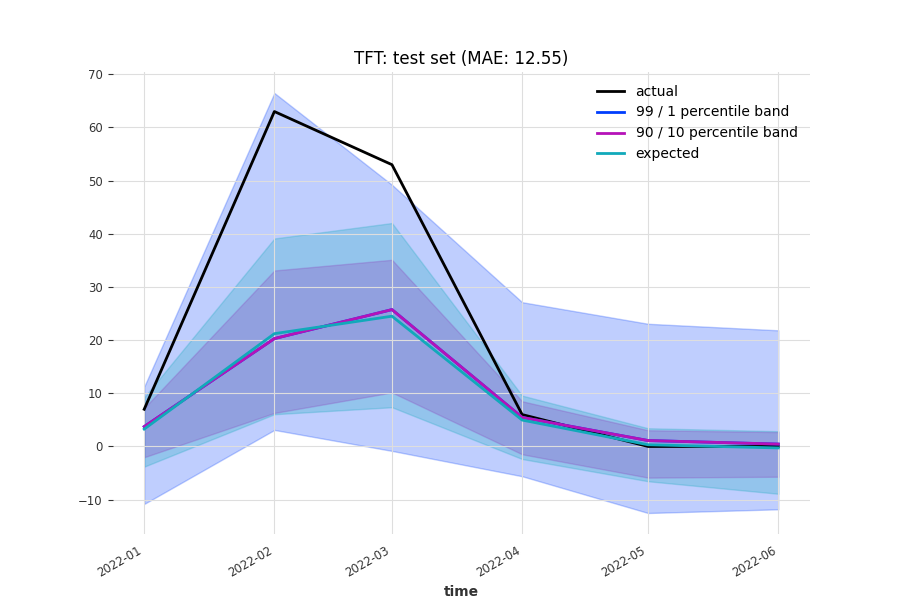 TFT: test set (MAE: 12.55)
actual
99 / 1 percentile band
90 / 10 percentile band
expected
70
60
50
40
30
20
10
0
−10
2022-01
2022-02
2022-03
2022-04
2022-05
2022-06
time